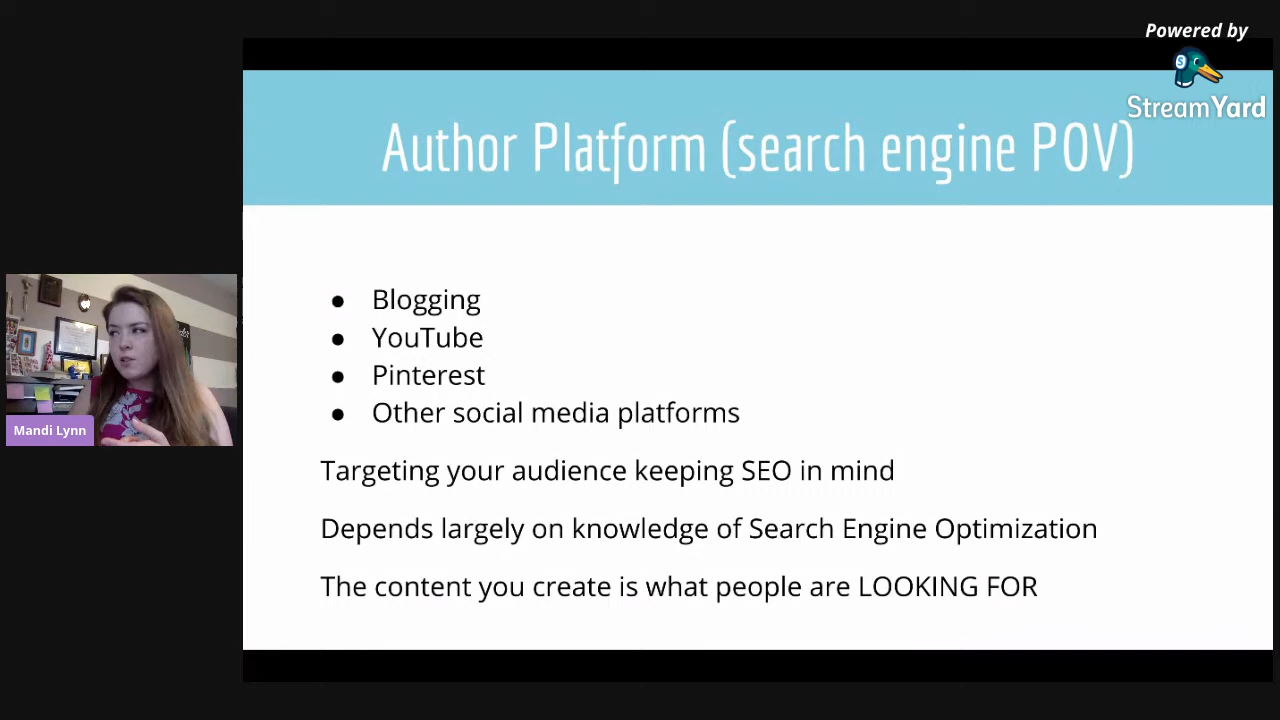 Powered by
StreamYard
Author Platform (search engine POV)
● Blogging
● YouTube
● Pinterest
● Other social media platforms
Targeting your audience keeping SEO in mind
Depends largely on knowledge of Search Engine Optimization
The content you create is what people are LOOKING FOR
Mandi Lynn